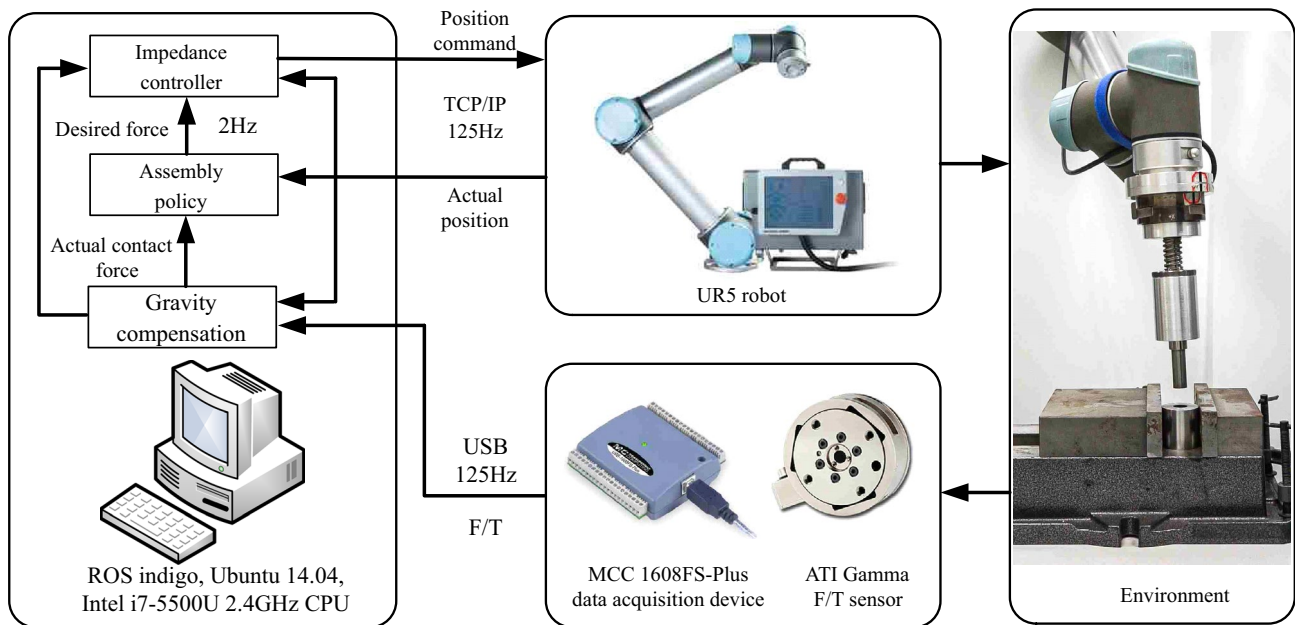 Impedance
controller
Desired force
2Hz
Assembly
policy
Actual contact
force
Gravity
compensation
ROS indigo, Ubuntu 14.04,
Intel i7-5500U 2.4GHz CPU
Position
command
TCP/IP
125Hz
Actual
position
UR5 robot
USB
125Hz
F/T
MCC 1608FS-Plus
data acquisition device
ATI Gamma
F/T sensor
Environment